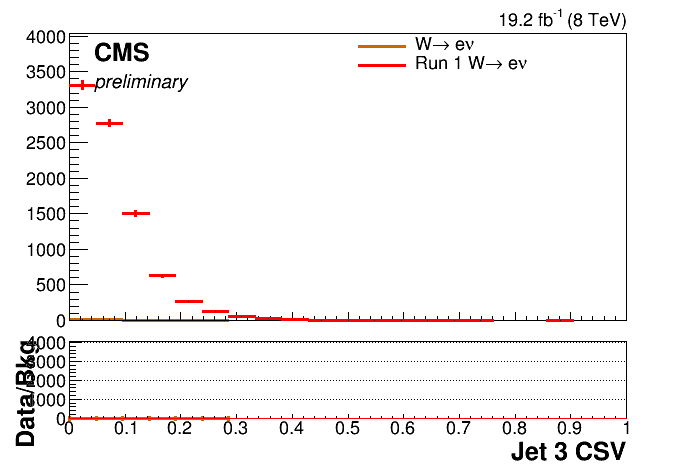 19.2 fb-1 (8 TeV)
4000
CMS
W→ eν
Run 1 W→ eν
3500
preliminary
3000
2500
2000
1500
1000
500
0
4000
3000
2000
1000
0
Data/Bkg
0 0.1 0.2 0.3 0.4 0.5 0.6 0.7 0.8 0.9 1
Jet 3 CSV